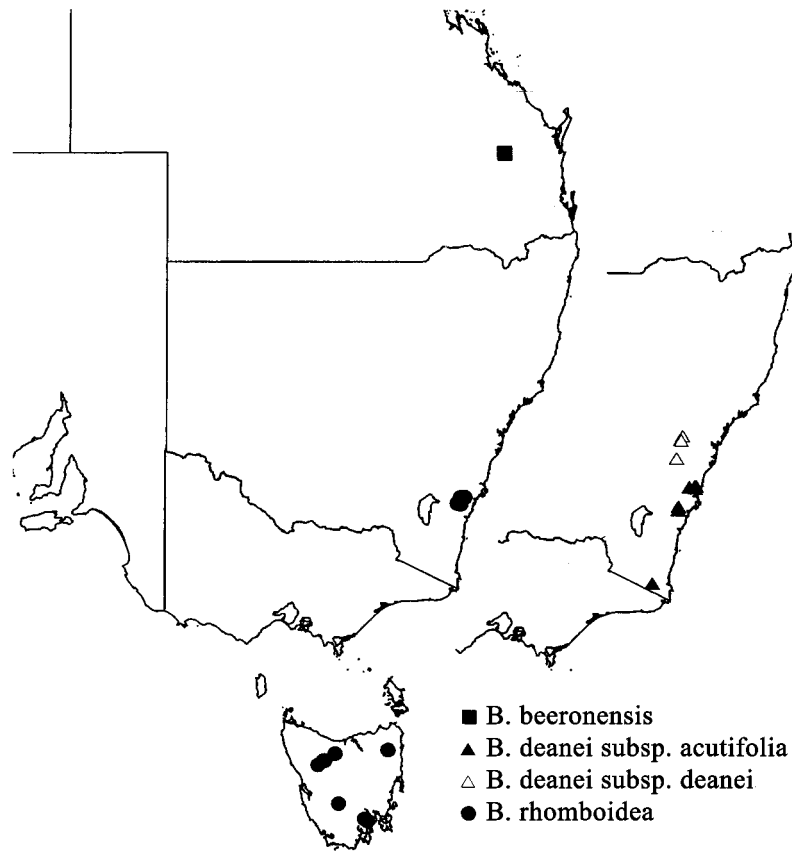 B. beeronensis
B. deanei subsp. acutifolia
B. deanei subsp. deanei
B. rhomboidea